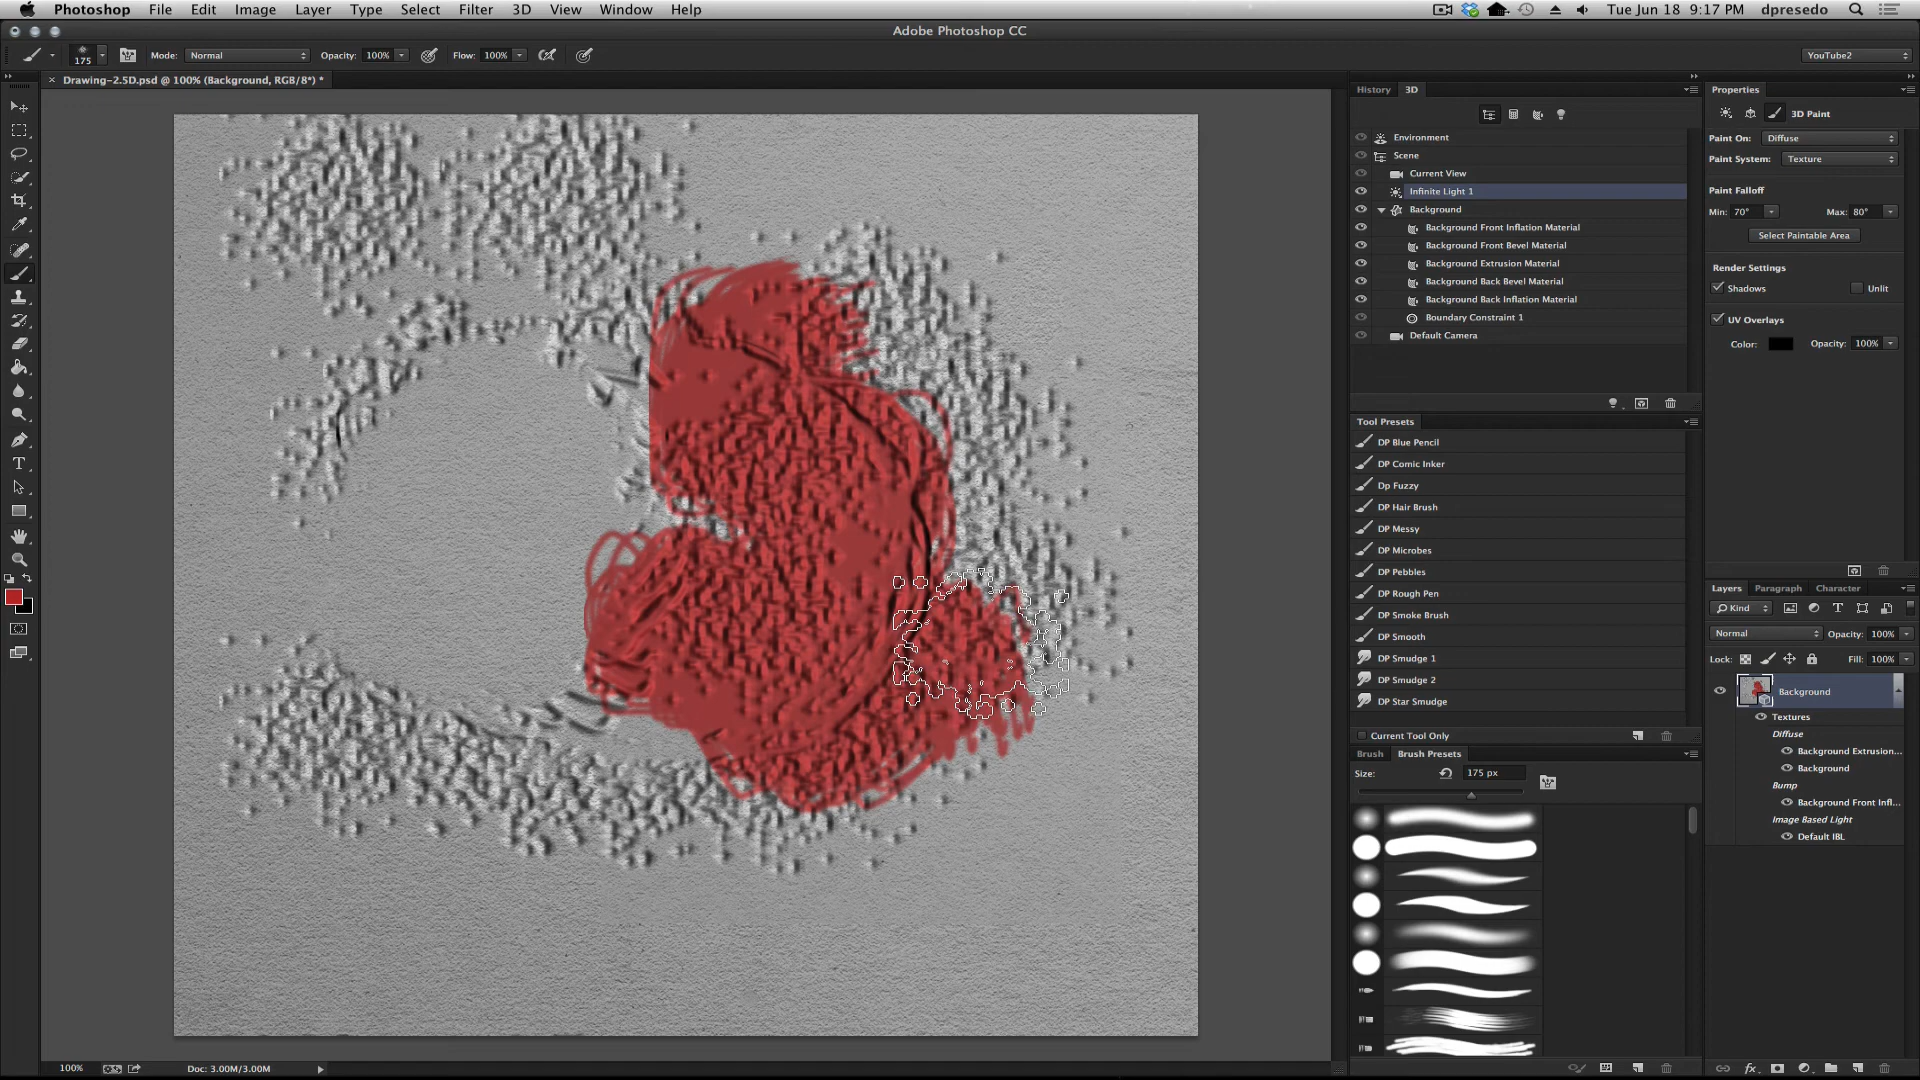 Photoshop File Edit Image Layer Type Select Filter 3D View Window Help
Tue Jun 18 9:17 PM dpresedo
Adobe Photoshop CC
175 Mode: Normal Opacity: 100% Flow: 100% YouTube2
Drawing-2.5D.psd @ 100% (Background, RGB/8*) *
History 3D
Environment
Scene
Current View
Infinite Light 1
Background
Background Front Inflation Material
Background Front Bevel Material
Background Extrusion Material
Background Back Bevel Material
Background Back Inflation Material
Boundary Constraint 1
Default Camera
Tool Presets
DP Blue Pencil
DP Comic Inker
Dp Fuzzy
DP Hair Brush
DP Messy
DP Microbes
DP Pebbles
DP Rough Pen
DP Smoke Brush
DP Smooth
DP Smudge 1
DP Smudge 2
DP Star Smudge
Current Tool Only
Brush Brush Presets
Size: 175 px
Properties
3D Paint
Paint On: Diffuse
Paint System: Texture
Paint Falloff
Min: 70° Max: 80°
Select Paintable Area
Render Settings
Shadows Unlit
UV Overlays
Color: Opacity: 100%
Layers Paragraph Character
Kind
Normal Opacity: 100%
Lock: Fill: 100%
Background
Textures
Diffuse
Background Extrusion...
Background
Bump
Background Front Infl...
Image Based Light
Default IBL
100% Doc: 3.00M/3.00M